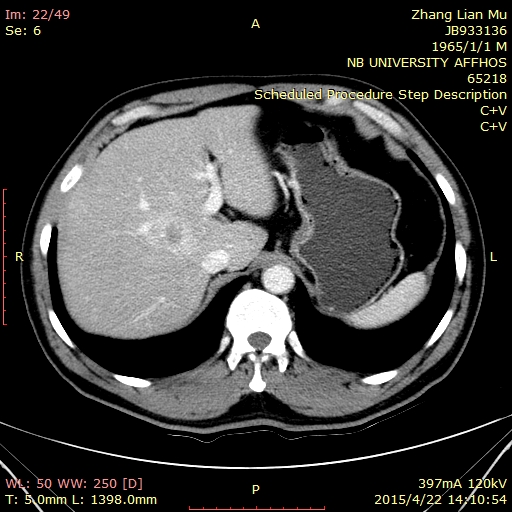 Im: 22/49
Se: 6
A
Zhang Lian Mu
JB933136
1965/1/1 M
NB UNIVERSITY AFFHOS
65218
Scheduled Procedure Step Description
C+V
C+V
R
L
WL: 50 WW: 250 [D]
T: 5.0mm L: 1398.0mm
P
397mA 120kV
2015/4/22 14:10:54